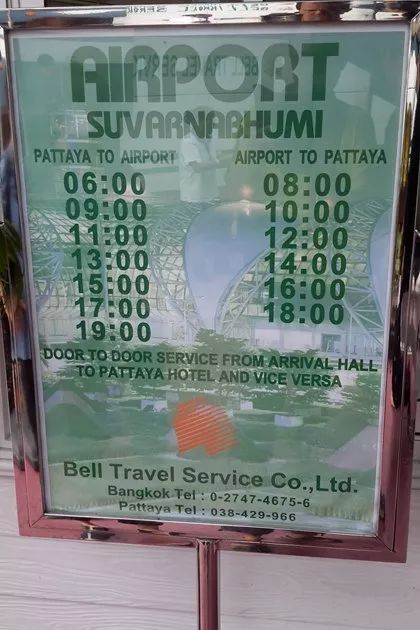 AIRPORT
SUVARNABHUMI
PATTAYA TO AIRPORT
06:00
09:00
11:00
13:00
15:00
17:00
19:00
AIRPORT TO PATTAYA
08:00
10:00
12:00
14:00
16:00
18:00
DOOR TO DOOR SERVICE FROM ARRIVAL HALL
TO PATTAYA HOTEL AND VICE VERSA
Bell Travel Service Co.,Ltd.
Bangkok Tel : 0-2747-4675-6
Pattaya Tel : 038-429-966